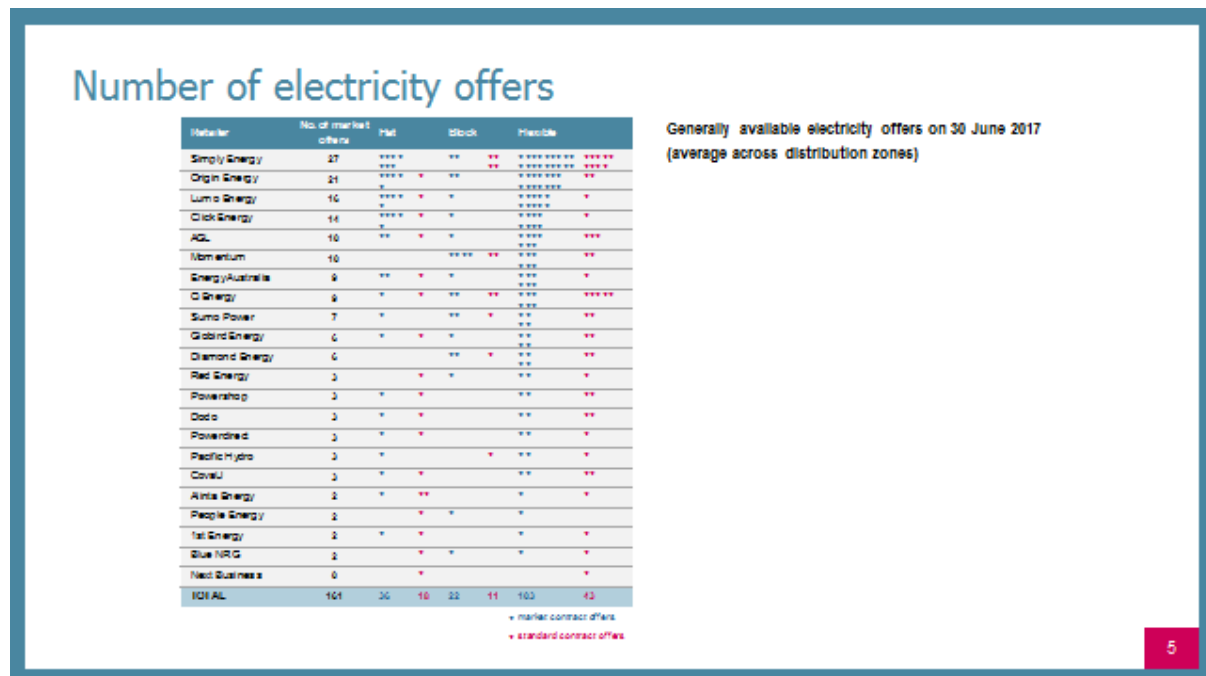 Number of electricity offers
Retailer No. of market offers Flat Block Flexible
Simply Energy 27
Origin Energy 21
Lumo Energy 16
Click Energy 14
AGL 10
Momentum 10
EnergyAustralia 9
Q Energy 9
Sumo Power 7
Globird Energy 6
Diamond Energy 6
Red Energy 3
Powershop 3
Dodo 3
Powerdirect 3
Pacific Hydro 3
CovaU 3
Alinta Energy 2
People Energy 2
1st Energy 2
Blue NRG 2
Next Business 0
TOTAL 161 36 18 22 11 103 43
market contract offers
standard contract offers
Generally available electricity offers on 30 June 2017
(average across distribution zones)
5